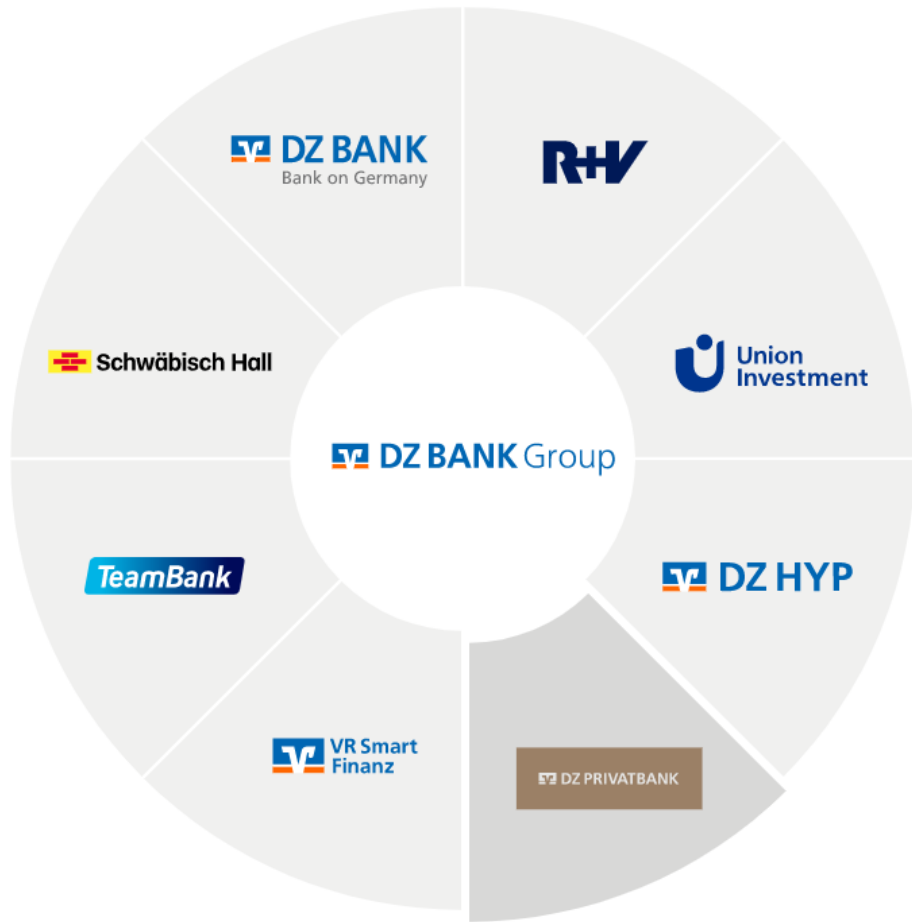 DZ BANK
Bank on Germany
R+V
Schwäbisch Hall
Union
Investment
DZ BANK Group
TeamBank
DZ HYP
VR Smart
Finanz
DZ PRIVATBANK